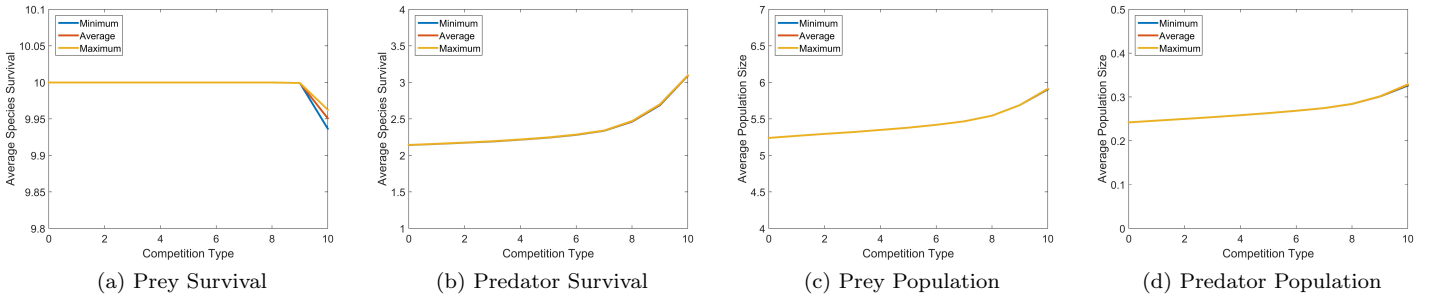 10.1
10.05
10
9.95
9.9
9.85
9.8
Average Species Survival
Minimum
Average
Maximum
0 2 4 6 8 10
Competition Type
(a) Prey Survival
4
3.5
3
2.5
2
1.5
1
Average Species Survival
Minimum
Average
Maximum
0 2 4 6 8 10
Competition Type
(b) Predator Survival
7
6.5
6
5.5
5
4.5
4
Average Population Size
Minimum
Average
Maximum
0 2 4 6 8 10
Competition Type
(c) Prey Population
0.5
0.4
0.3
0.2
0.1
0
Average Population Size
Minimum
Average
Maximum
0 2 4 6 8 10
Competition Type
(d) Predator Population